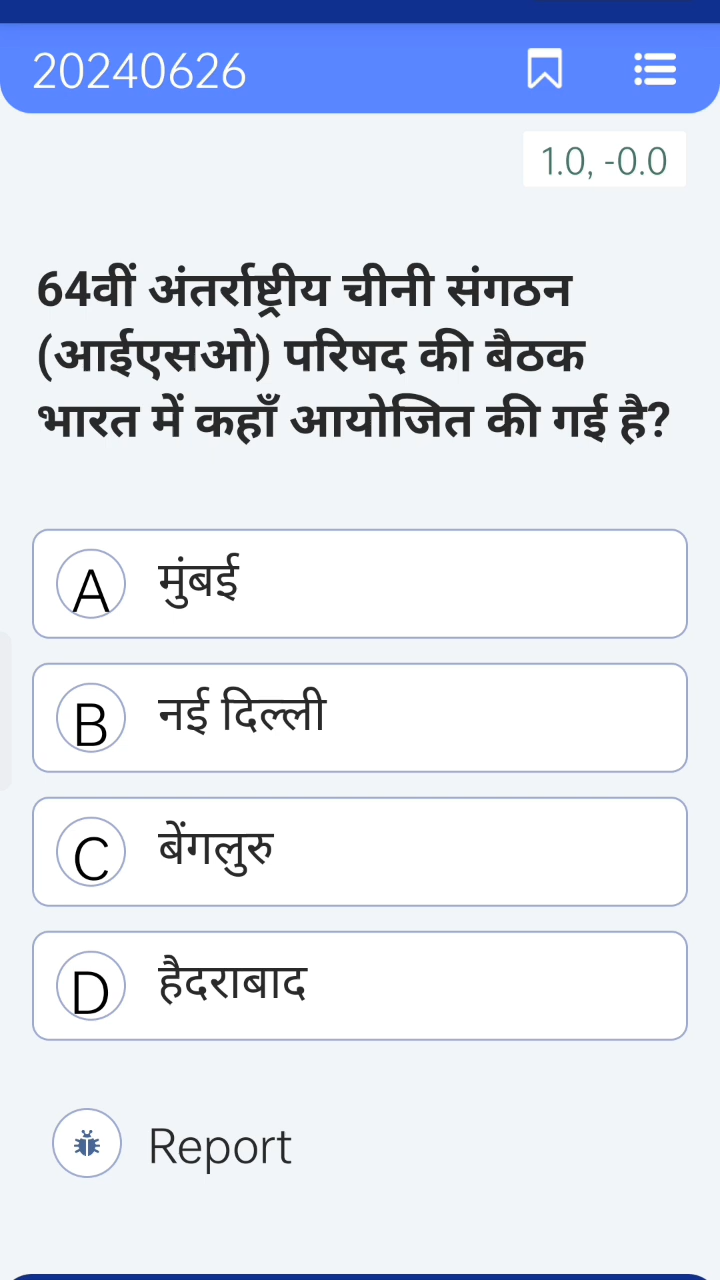 20240626
1.0, -0.0
64वीं अंतर्राष्ट्रीय चीनी संगठन
(आईएसओ) परिषद की बैठक
भारत में कहाँ आयोजित की गई है?
A मुंबई
B नई दिल्ली
C बेंगलुरु
D हैदराबाद
Report